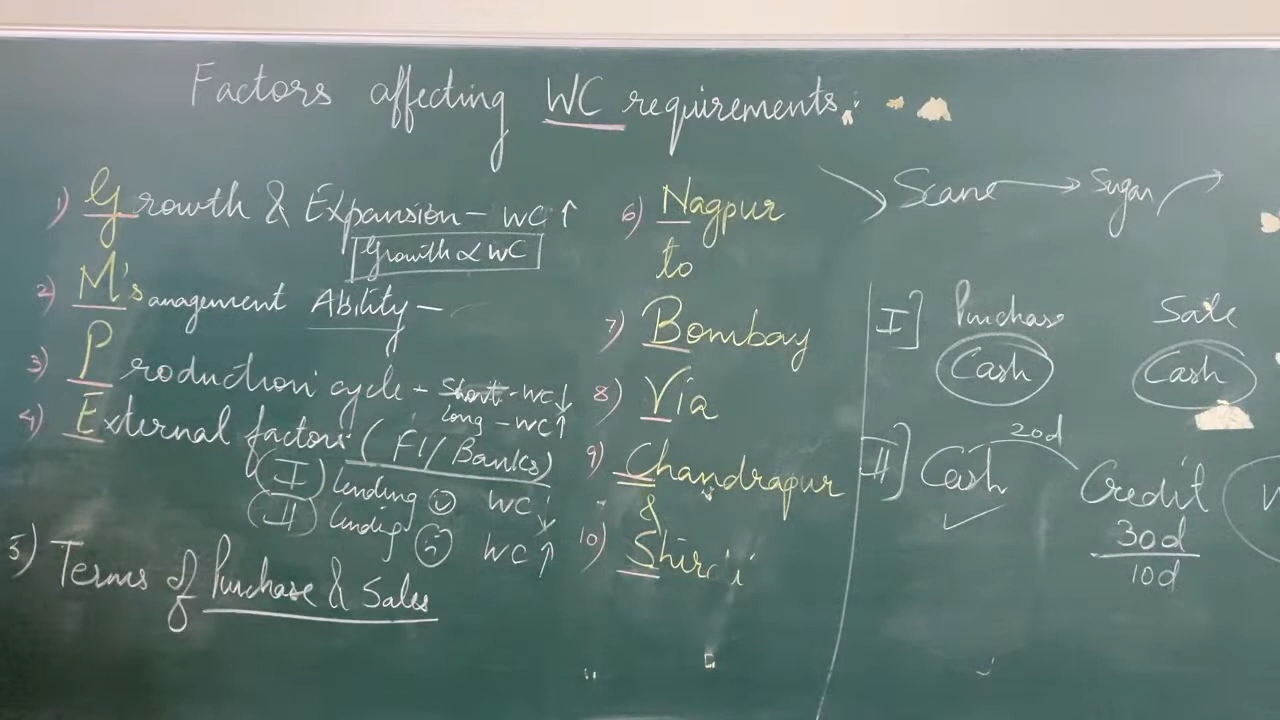 Factors affecting WC requirements:
1) Growth & Expansion - WC ↑
Growth ∝ WC
2) M'sanagement Ability -
3) Production cycle - Short - WC ↓
Long - WC ↑
4) External factors (FI/Banks)
(I) lending ☺ WC ↓
(II) lending ☹ WC ↑
5) Terms of Purchase & Sales
6) Nagpur
to
7) Bombay
8) Via
9) Chandrapur
&
10) Shirdi
→ Scane → Sugar →
I] Purchase Sale
Cash Cash
II] Cash 20d Credit
30d
10d